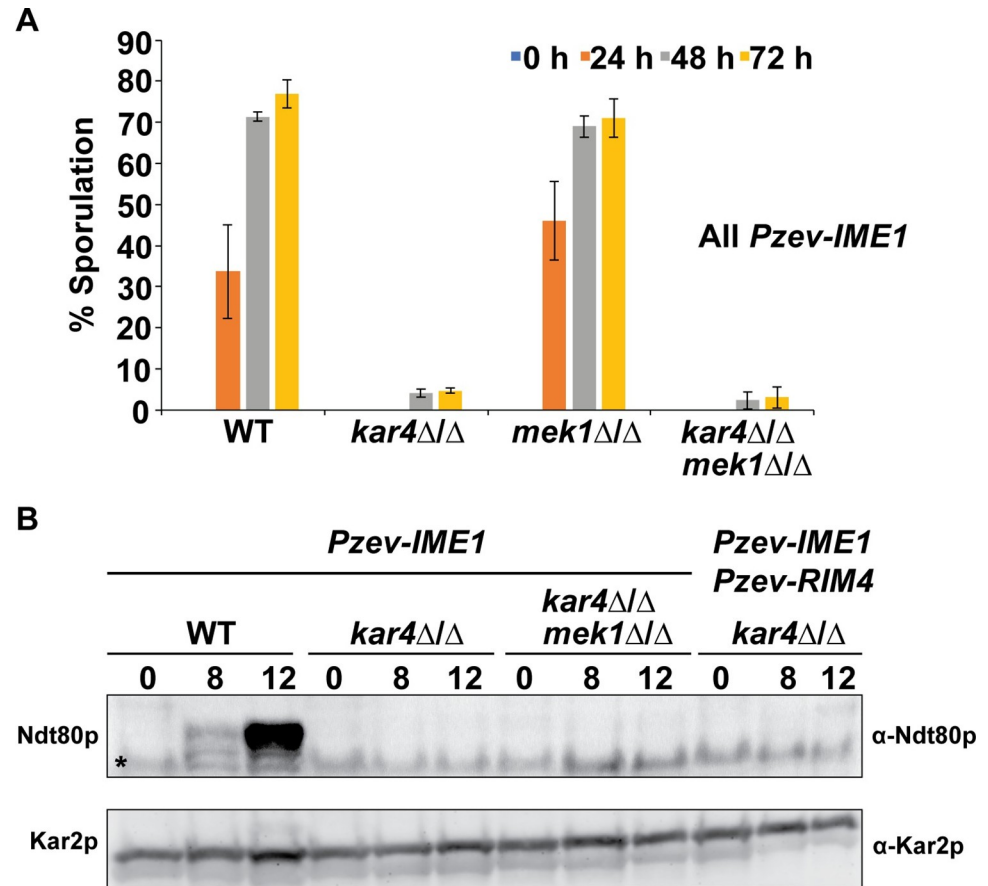 A
90
80
70
60
50
40
30
20
10
0
% Sporulation
0 h 24 h 48 h 72 h
All Pzev-IME1
WT kar4Δ/Δ mek1Δ/Δ kar4Δ/Δ
mek1Δ/Δ
B
Pzev-IME1 Pzev-IME1
Pzev-RIM4
kar4Δ/Δ
WT kar4Δ/Δ mek1Δ/Δ kar4Δ/Δ
0 8 12 0 8 12 0 8 12 0 8 12
Ndt80p α-Ndt80p
*
Kar2p α-Kar2p